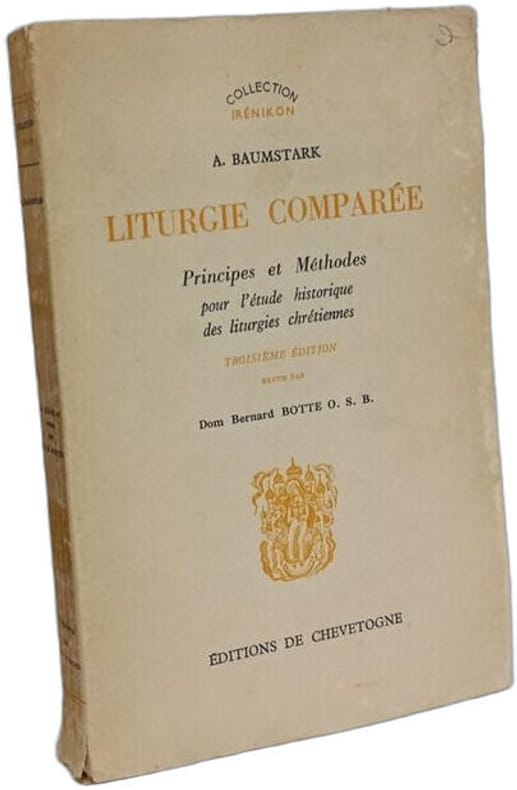 COLLECTION
IRÉNIKON
A. BAUMSTARK
LITURGIE COMPARÉE
Principes et Méthodes
pour l'étude historique
des liturgies chrétiennes
TROISIÈME ÉDITION
REVUE PAR
Dom Bernard BOTTE O. S. B.
ÉDITIONS DE CHEVETOGNE